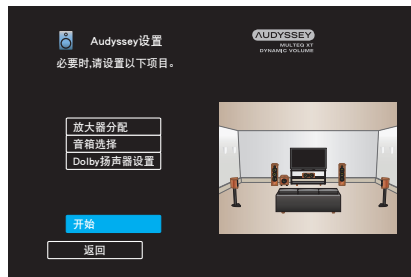 Audyssey设置
AUDYSSEY
MULTEQ XT
DYNAMIC VOLUME
必要时,请设置以下项目。
放大器分配
音箱选择
Dolby扬声器设置
开始
返回